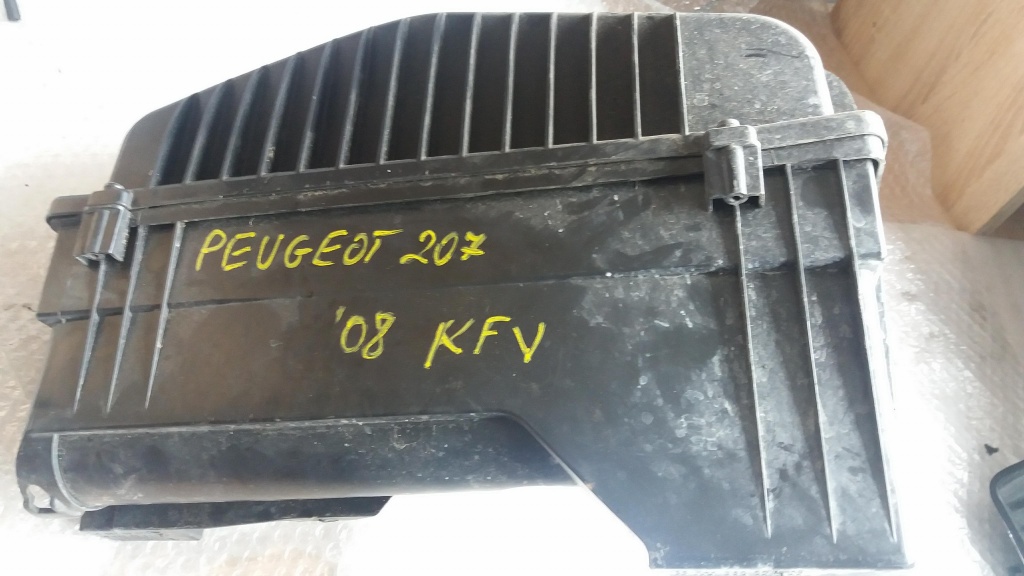 PEUGEOT 207
'08 KFV